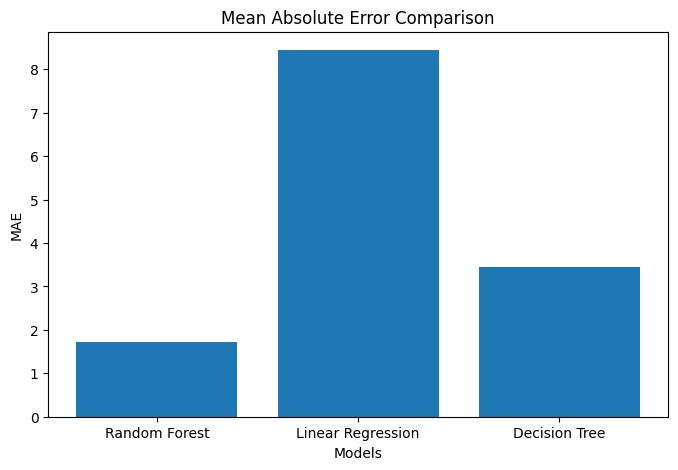 Mean Absolute Error Comparison
8
7
6
5
4
3
2
1
0
MAE
Random Forest
Linear Regression
Decision Tree
Models